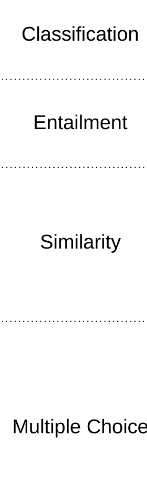 Classification
Entailment
Similarity
Multiple Choice